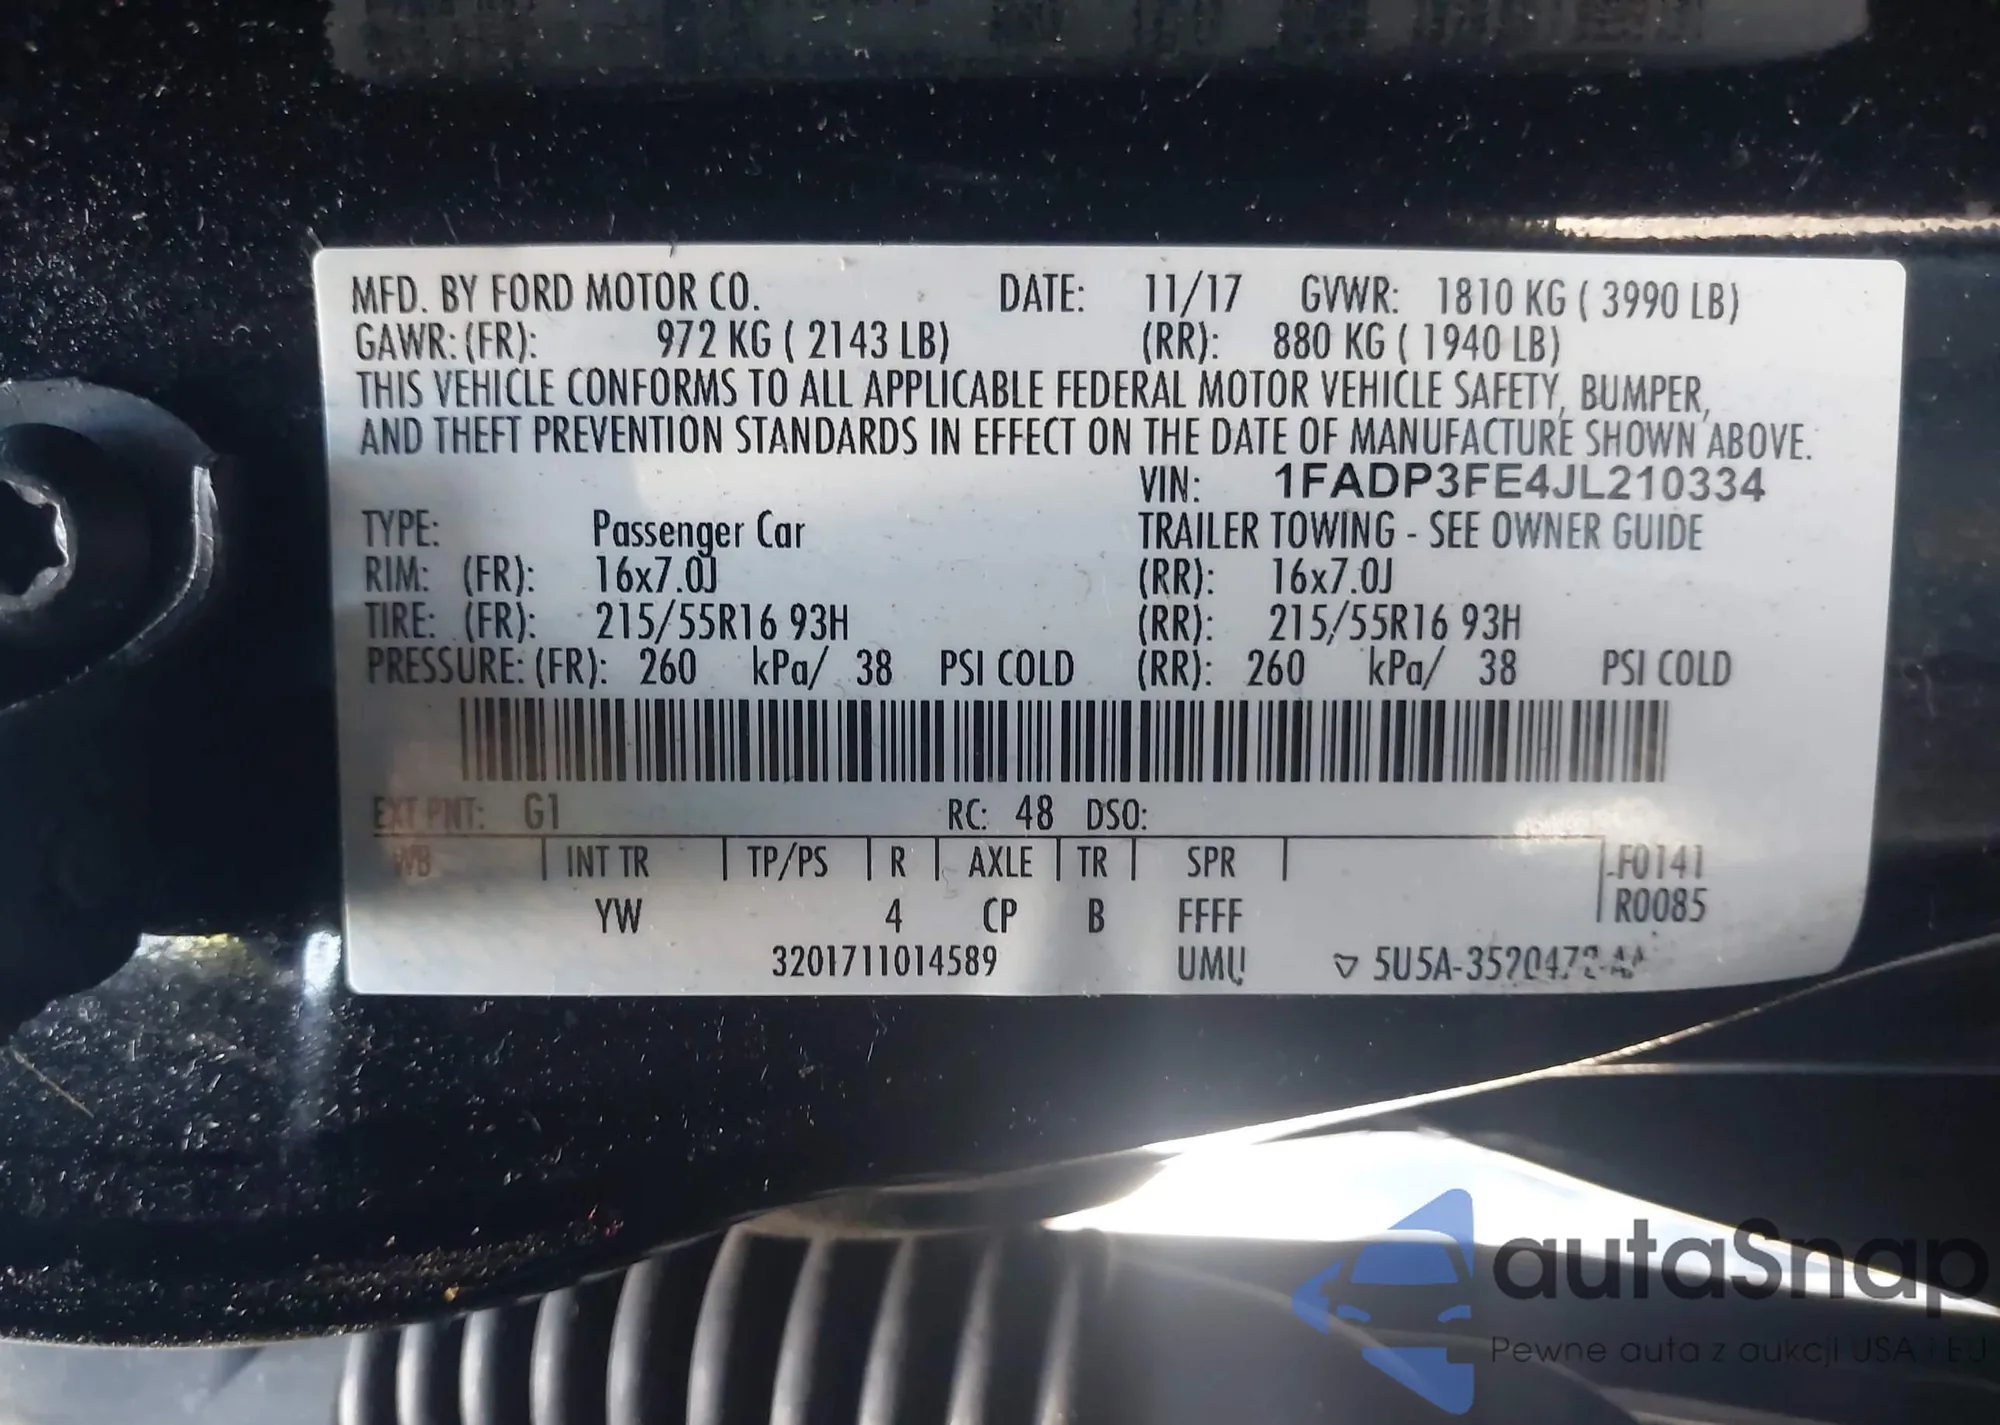 MFD. BY FORD MOTOR CO. DATE: 11/17 GVWR: 1810 KG ( 3990 LB)
GAWR: (FR): 972 KG ( 2143 LB) (RR): 880 KG ( 1940 LB)
THIS VEHICLE CONFORMS TO ALL APPLICABLE FEDERAL MOTOR VEHICLE SAFETY, BUMPER,
AND THEFT PREVENTION STANDARDS IN EFFECT ON THE DATE OF MANUFACTURE SHOWN ABOVE.
VIN: 1FADP3FE4JL210334
TYPE: Passenger Car TRAILER TOWING - SEE OWNER GUIDE
RIM: (FR): 16x7.0J (RR): 16x7.0J
TIRE: (FR): 215/55R16 93H (RR): 215/55R16 93H
PRESSURE: (FR): 260 kPa/ 38 PSI COLD (RR): 260 kPa/ 38 PSI COLD
EXT PNT: G1 RC: 48 DSO:
WB INT TR TP/PS R AXLE TR SPR F0141
R0085
YW 4 CP B FFFF
3201711014589 UMU 5U5A-3520472-AA
autaSnap
Pewne auta z aukcji USA i EU